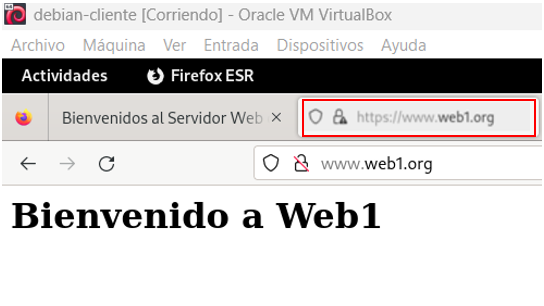 debian-cliente [Corriendo] - Oracle VM VirtualBox
Archivo Máquina Ver Entrada Dispositivos Ayuda
Actividades Firefox ESR
Bienvenidos al Servidor Web https://www.web1.org
www.web1.org
Bienvenido a Web1